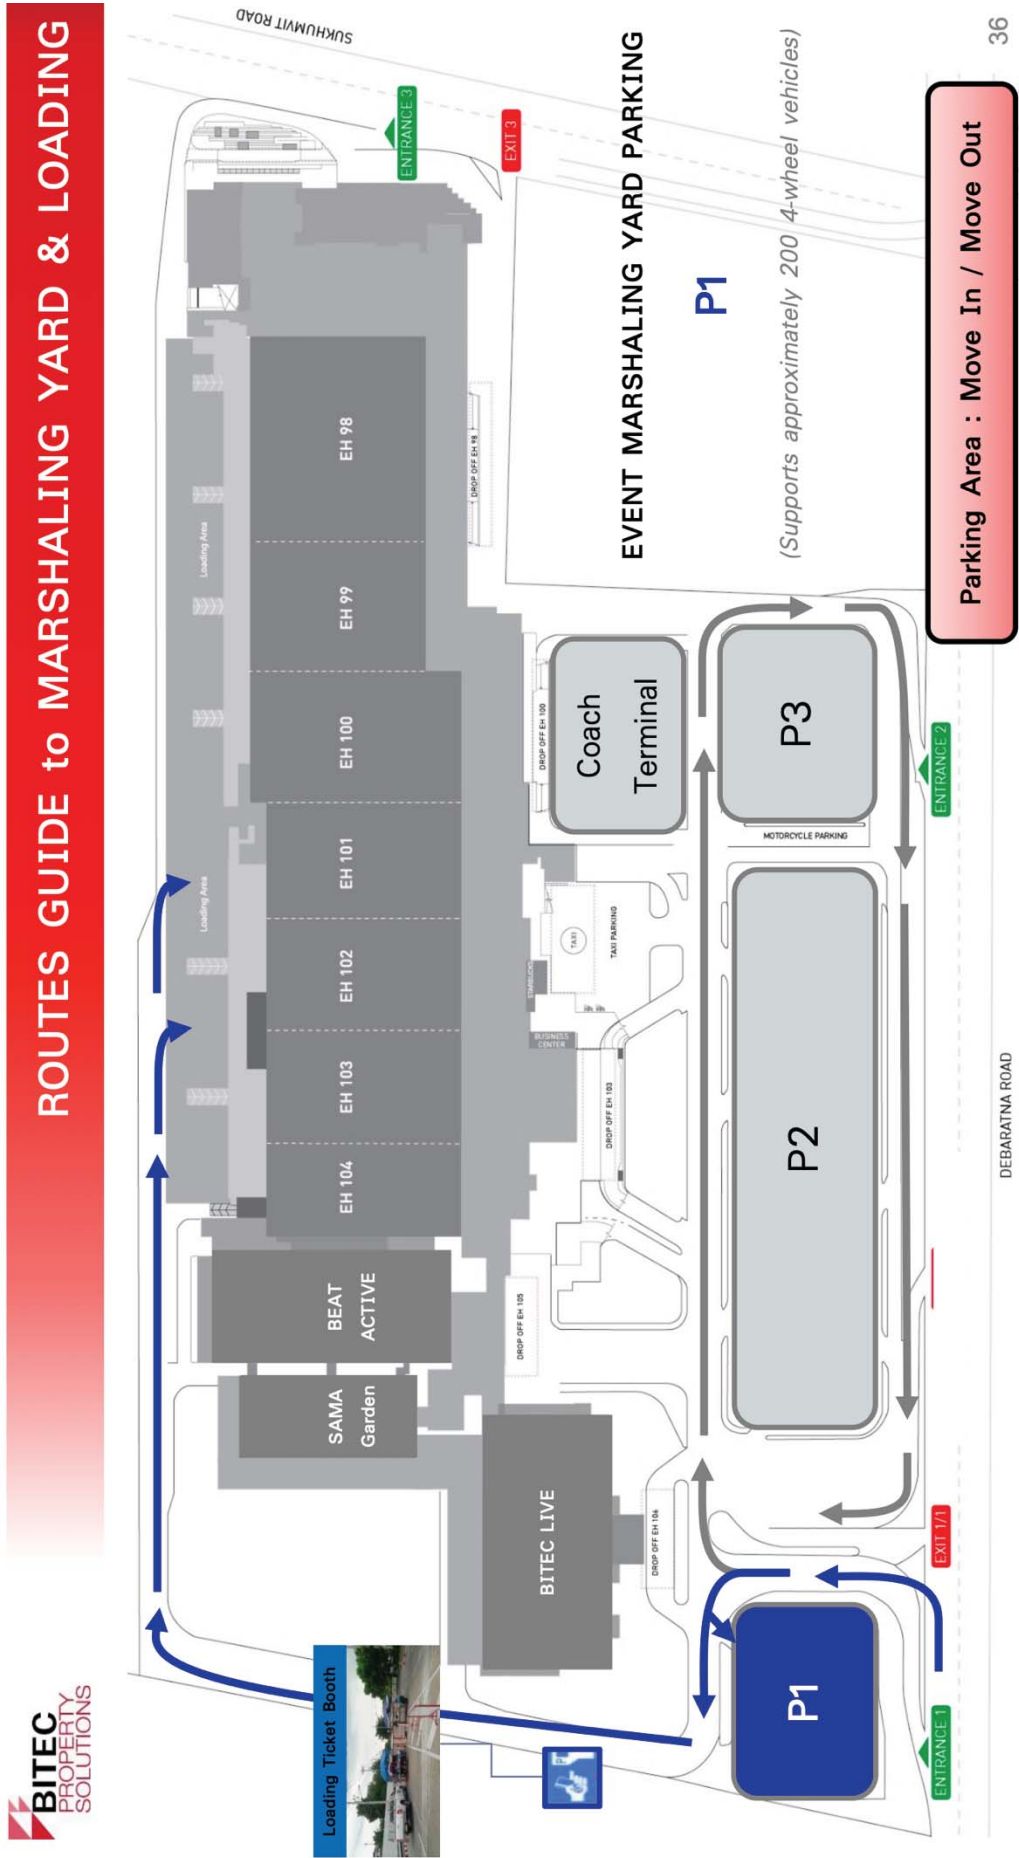 BITEC
PROPERTY
SOLUTIONS
ROUTES GUIDE to MARSHALING YARD & LOADING
SUKHUMVIT ROAD
ENTRANCE 3
EXIT 3
Loading Area
Loading Area
EH 104
EH 103
EH 102
EH 101
EH 100
EH 99
EH 98
BEAT
ACTIVE
SAMA
Garden
BITEC LIVE
Loading Ticket Booth
DROP OFF EH 106
DROP OFF EH 105
DROP OFF EH 103
BUSINESS
CENTER
STARBUCKS
TAXI
TAXI PARKING
DROP OFF EH 100
DROP OFF EH 98
Coach
Terminal
EVENT MARSHALING YARD PARKING
P1
(Supports approximately 200 4-wheel vehicles)
P1
P2
MOTORCYCLE PARKING
P3
ENTRANCE 1
EXIT 1/1
ENTRANCE 2
Parking Area : Move In / Move Out
DEBARATNA ROAD
36